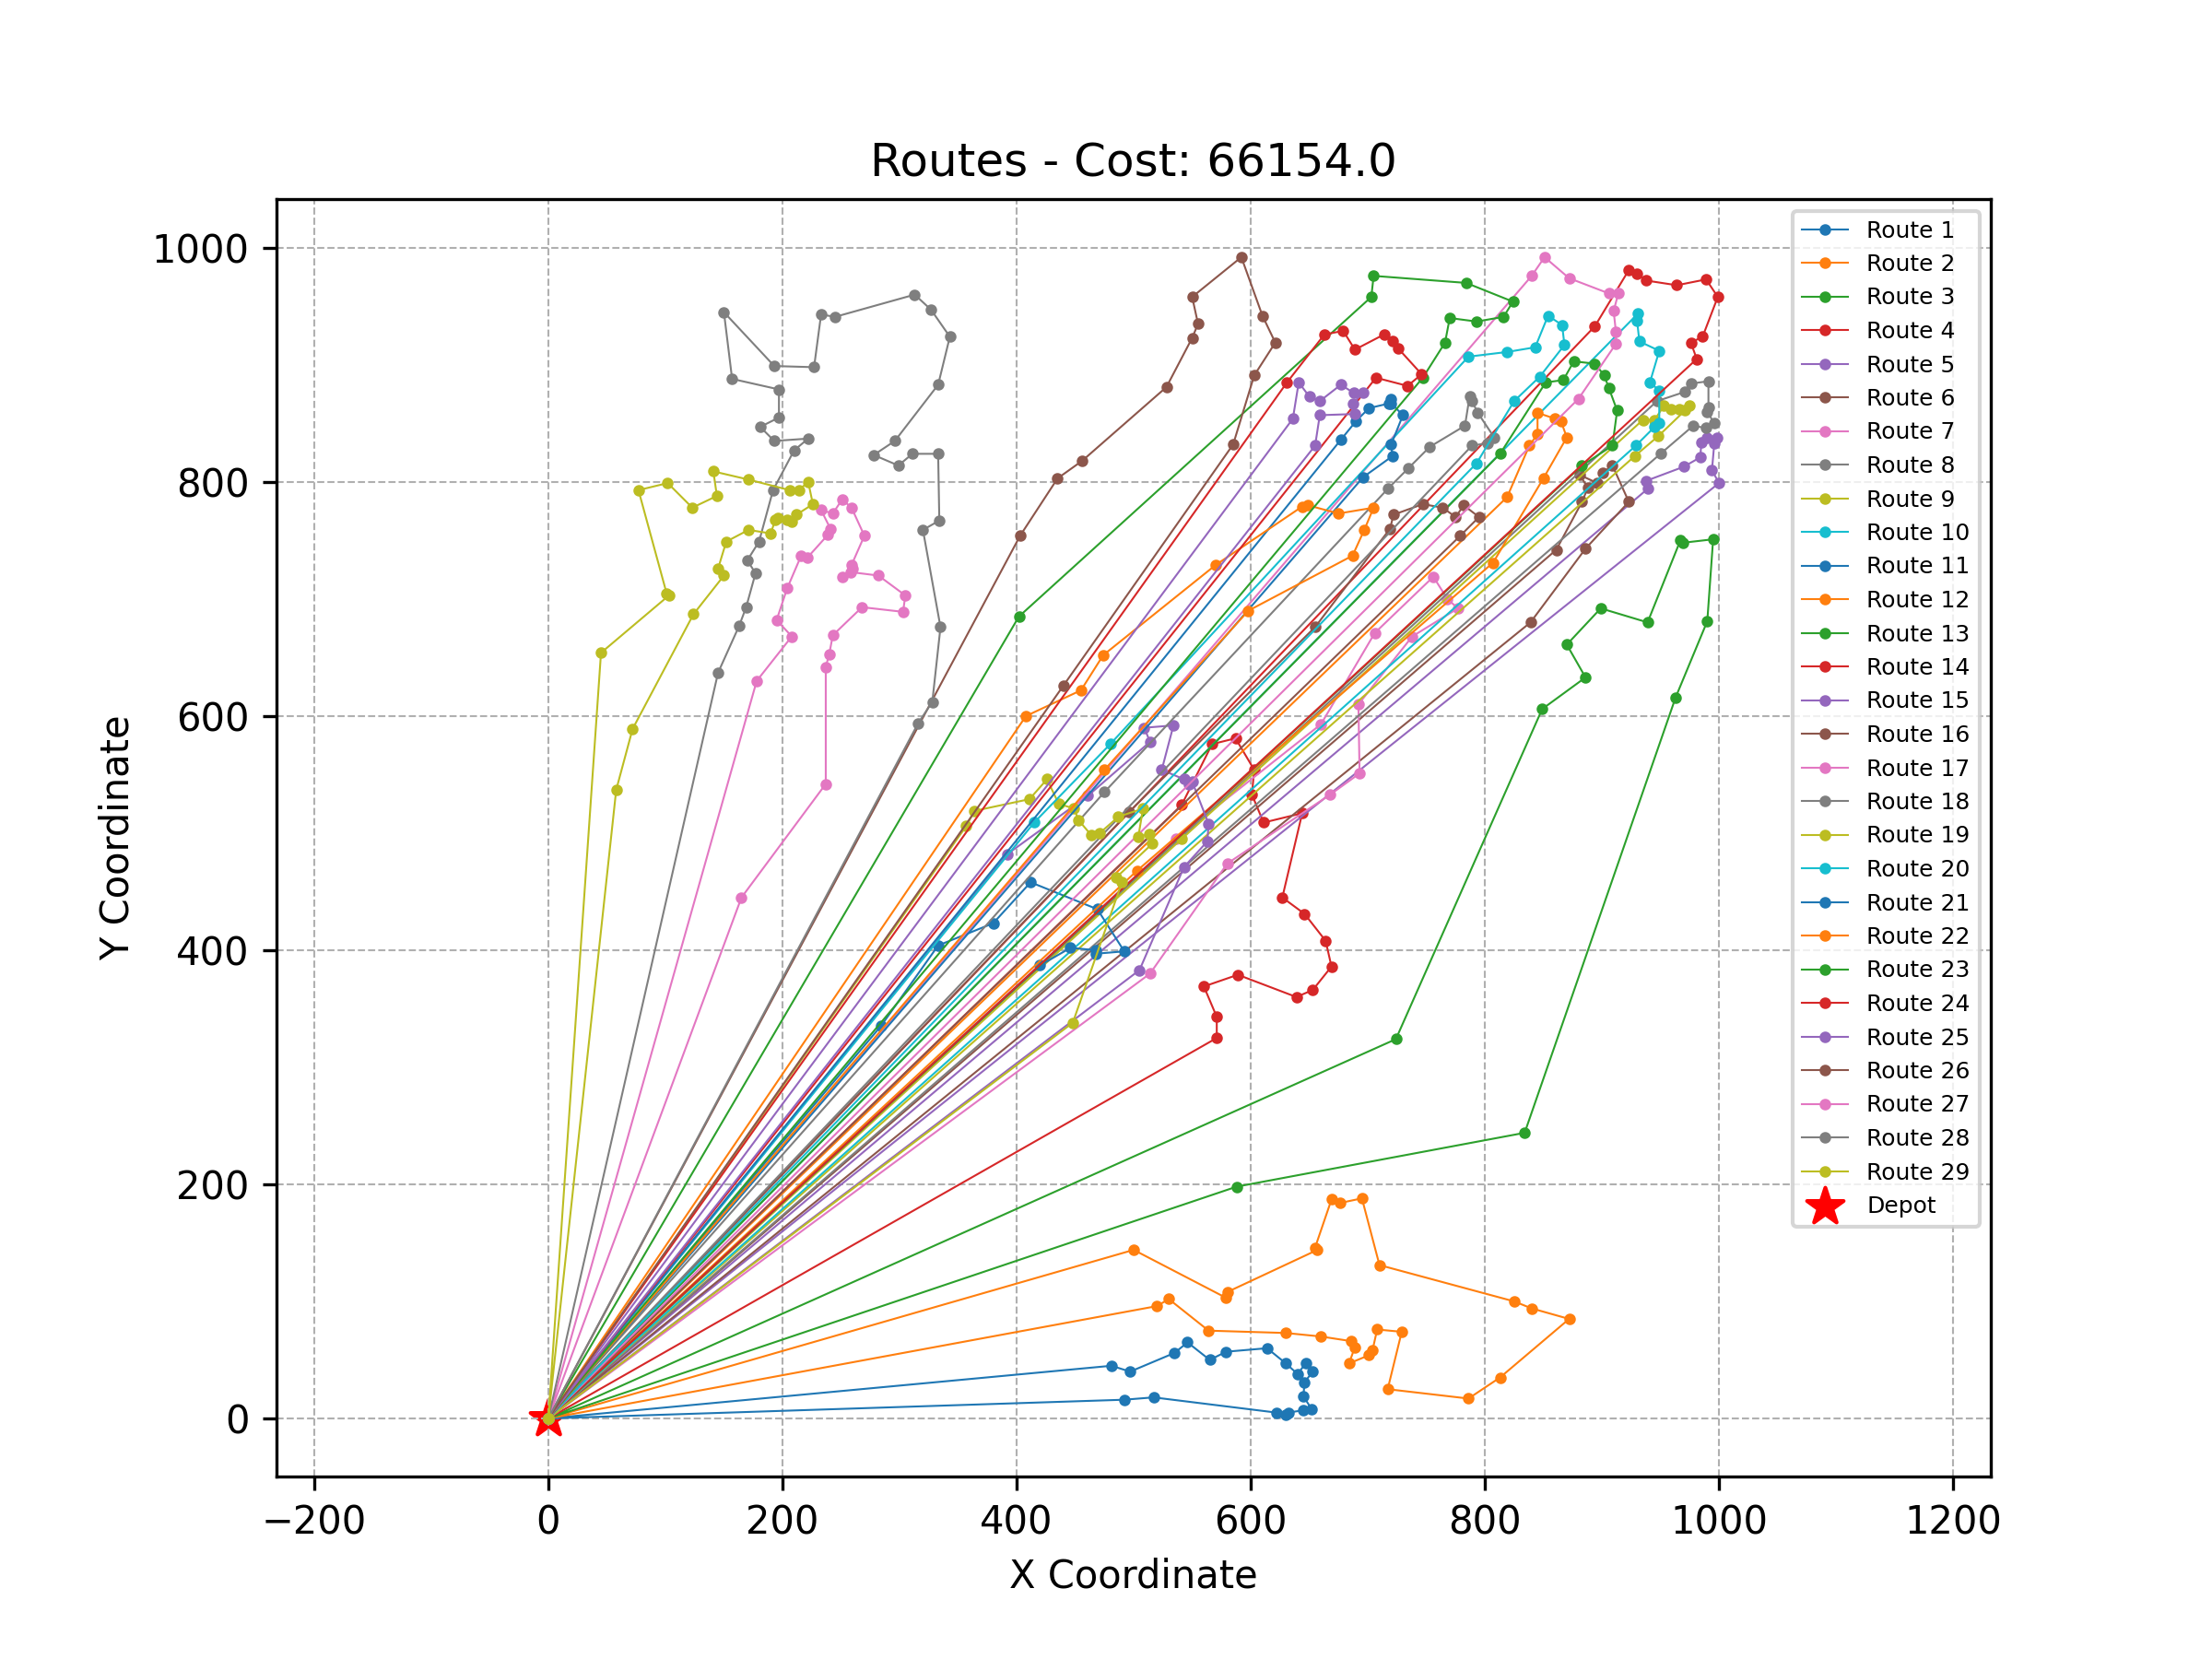 Routes - Cost: 66154.0
Y Coordinate
1000
800
600
400
200
0
−200
0
200
400
600
800
1000
1200
X Coordinate
Route 1
Route 2
Route 3
Route 4
Route 5
Route 6
Route 7
Route 8
Route 9
Route 10
Route 11
Route 12
Route 13
Route 14
Route 15
Route 16
Route 17
Route 18
Route 19
Route 20
Route 21
Route 22
Route 23
Route 24
Route 25
Route 26
Route 27
Route 28
Route 29
Depot